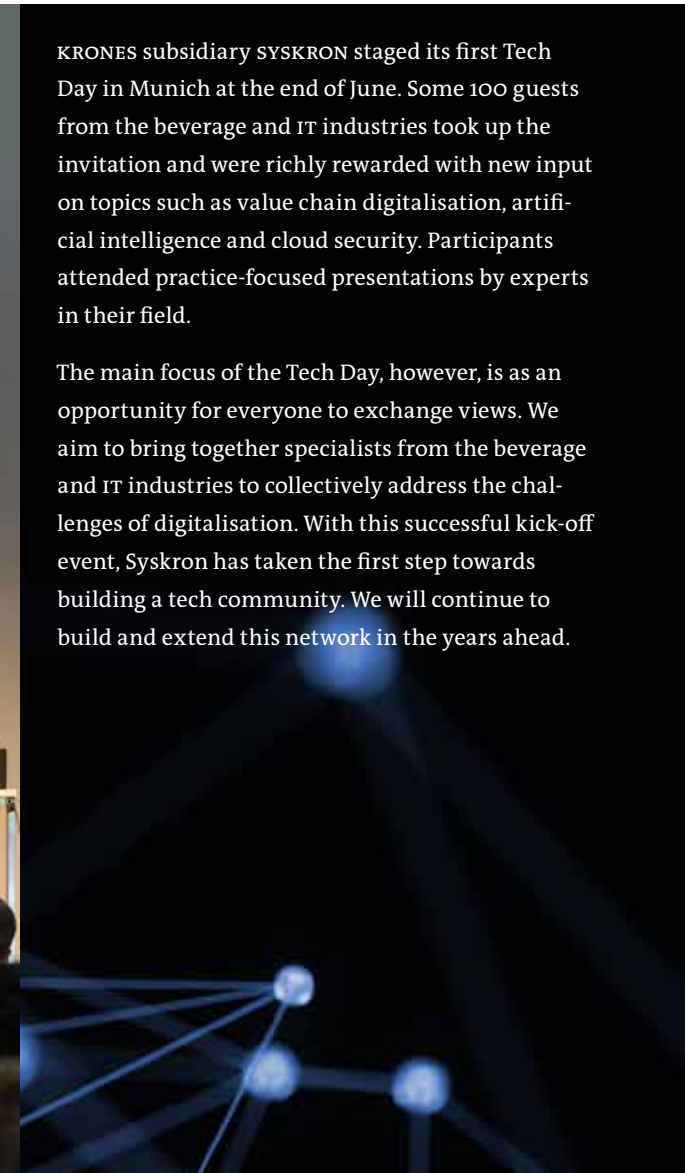 KRONES subsidiary SYSKRON staged its first Tech
Day in Munich at the end of June. Some 100 guests
from the beverage and IT industries took up the
invitation and were richly rewarded with new input
on topics such as value chain digitalisation, artifi-
cial intelligence and cloud security. Participants
attended practice-focused presentations by experts
in their field.
The main focus of the Tech Day, however, is as an
opportunity for everyone to exchange views. We
aim to bring together specialists from the beverage
and IT industries to collectively address the chal-
lenges of digitalisation. With this successful kick-off
event, Syskron has taken the first step towards
building a tech community. We will continue to
build and extend this network in the years ahead.